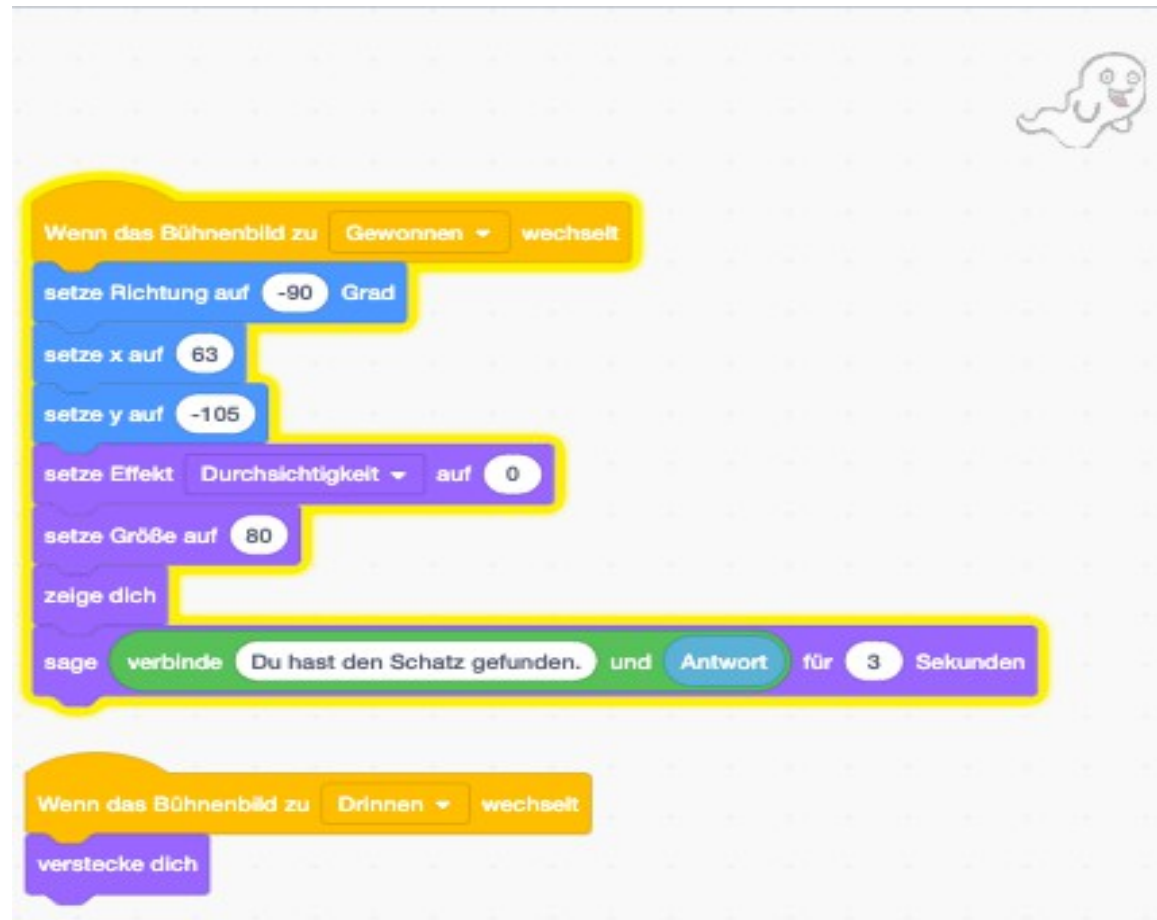 Wenn das Bühnenbild zu Gewonnen wechselt
setze Richtung auf -90 Grad
setze x auf 63
setze y auf -105
setze Effekt Durchsichtigkeit auf 0
setze Größe auf 80
zeige dich
sage verbinde Du hast den Schatz gefunden. und Antwort für 3 Sekunden
Wenn das Bühnenbild zu Drinnen wechselt
verstecke dich